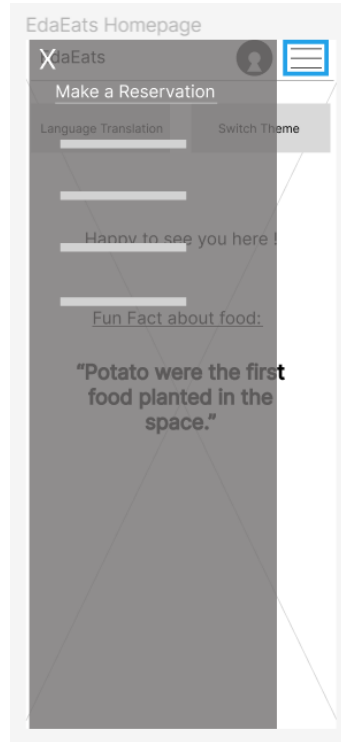 EdaEats Homepage
X
EdaEats
Make a Reservation
Language Translation
Switch Theme
Happy to see you here !
Fun Fact about food:
“Potato were the first
food planted in the
space.”